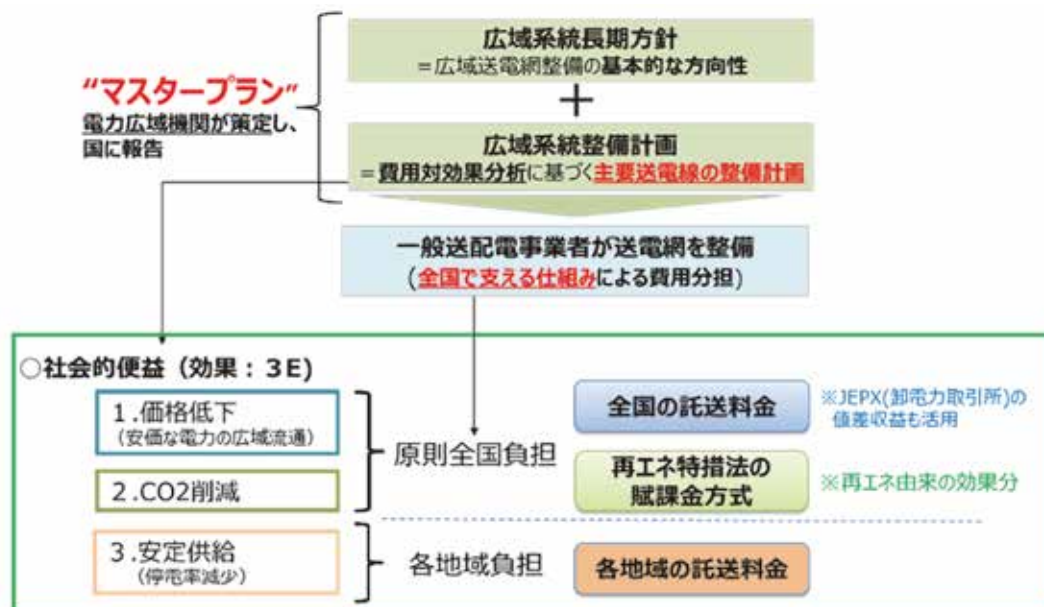 広域系統長期方針
＝広域送電網整備の基本的な方向性
＋
“マスタープラン”
電力広域機関が策定し、
国に報告
広域系統整備計画
＝費用対効果分析に基づく主要送電線の整備計画
一般送配電事業者が送電網を整備
（全国で支える仕組みによる費用分担）
○社会的便益（効果：３E）
１.価格低下
（安価な電力の広域流通）
２.CO2削減
原則全国負担
全国の託送料金
※JEPX(卸電力取引所)の
値差収益も活用
再エネ特措法の
賦課金方式
※再エネ由来の効果分
３.安定供給
（停電率減少）
各地域負担
各地域の託送料金